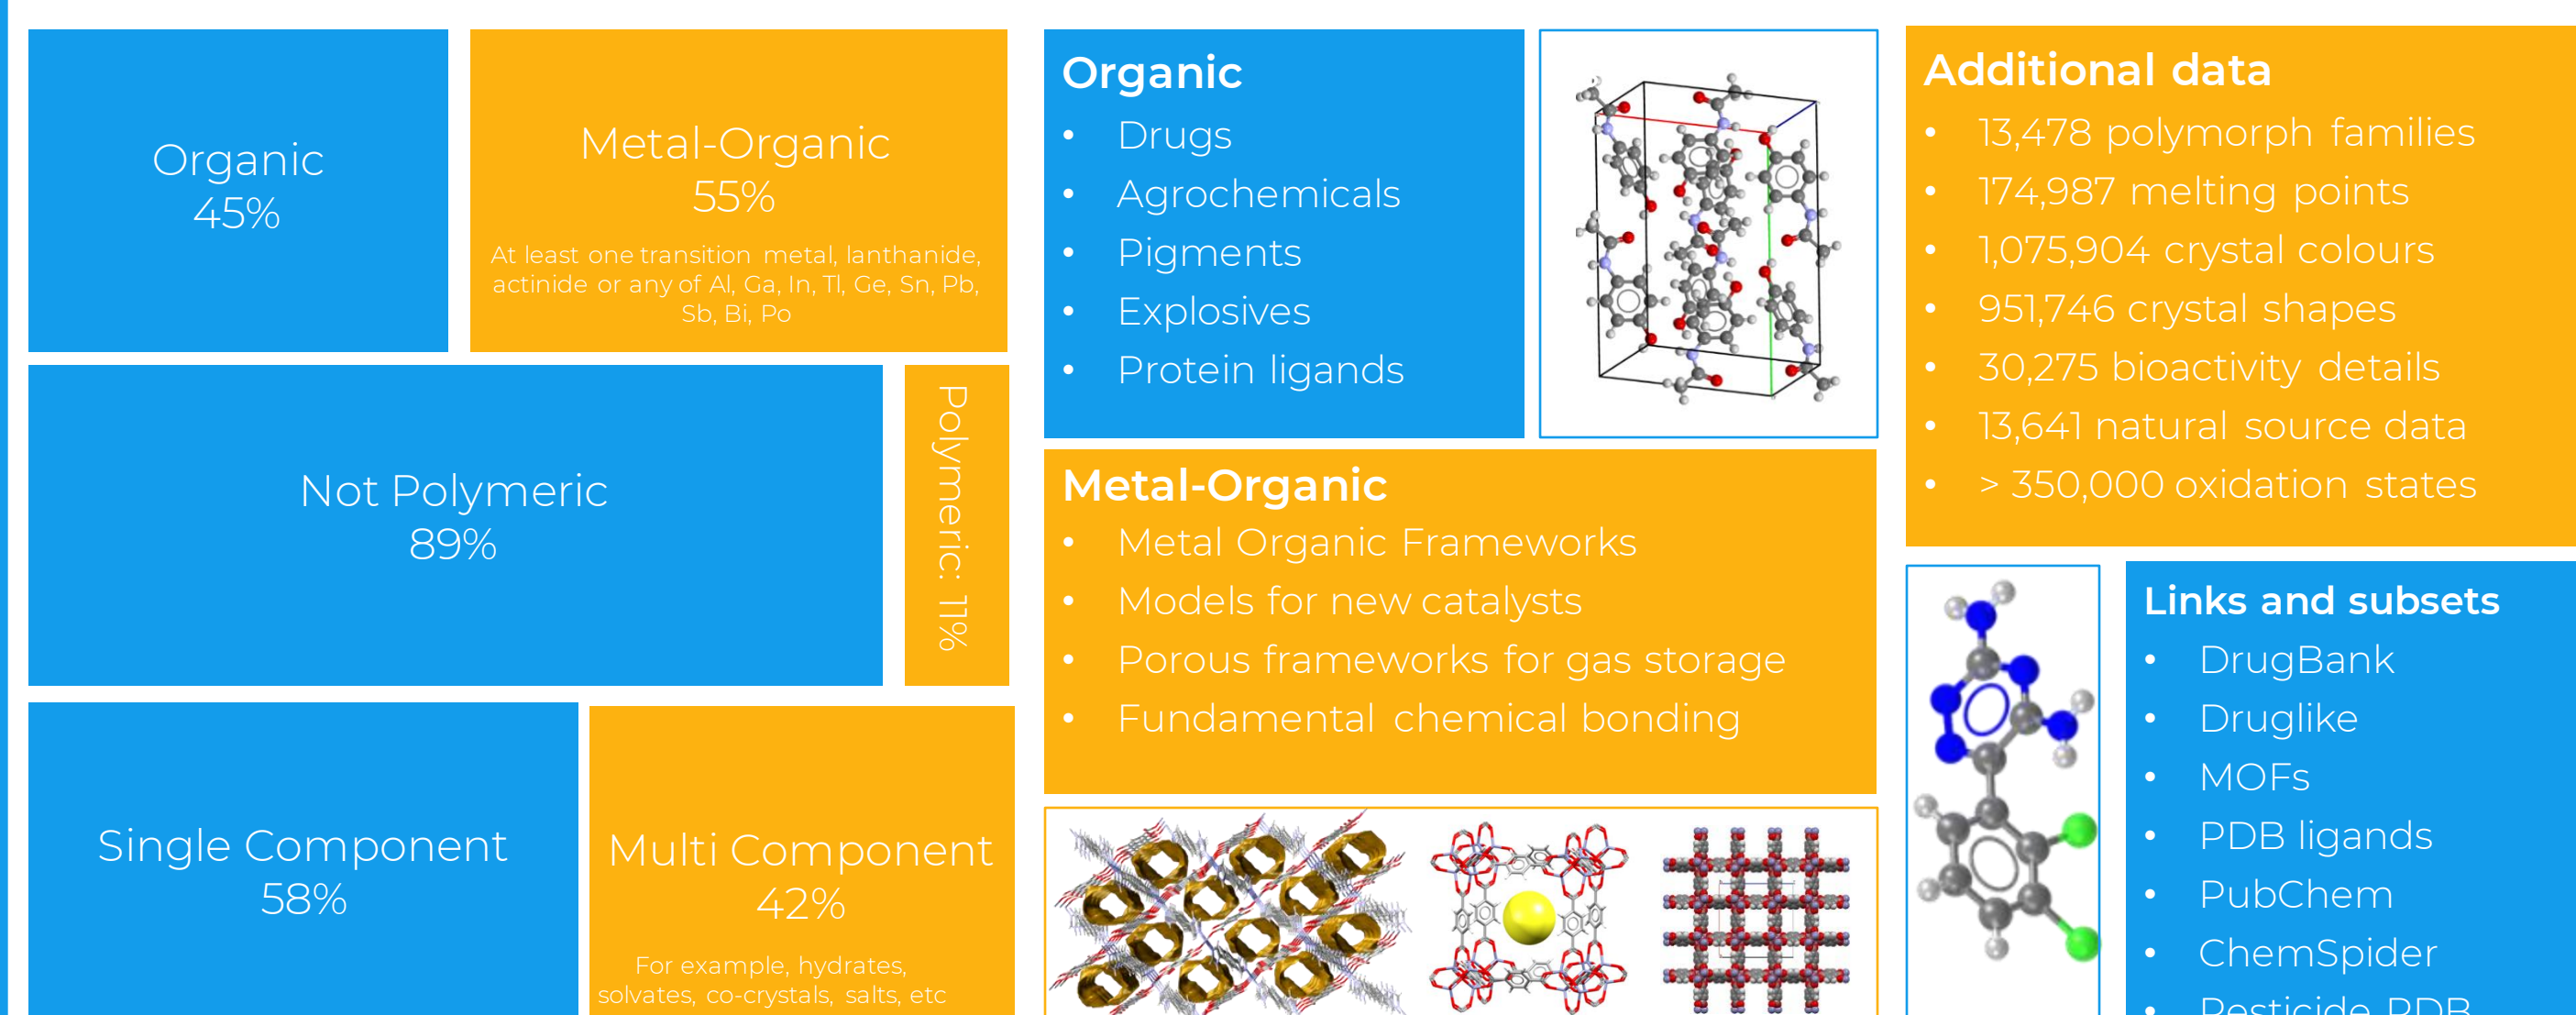 Organic
45%
Metal-Organic
55%
At least one transition metal, lanthanide,
actinide or any of Al, Ga, In, Tl, Ge, Sn, Pb,
Sb, Bi, Po
Not Polymeric
89%
Polymeric: 11%
Single Component
58%
Multi Component
42%
For example, hydrates,
solvates, co-crystals, salts, etc
Organic
• Drugs
• Agrochemicals
• Pigments
• Explosives
• Protein ligands
Metal-Organic
• Metal Organic Frameworks
• Models for new catalysts
• Porous frameworks for gas storage
• Fundamental chemical bonding
Additional data
• 13,478 polymorph families
• 174,987 melting points
• 1,075,904 crystal colours
• 951,746 crystal shapes
• 30,275 bioactivity details
• 13,641 natural source data
• > 350,000 oxidation states
Links and subsets
• DrugBank
• Druglike
• MOFs
• PDB ligands
• PubChem
• ChemSpider
• Pesticide PDB